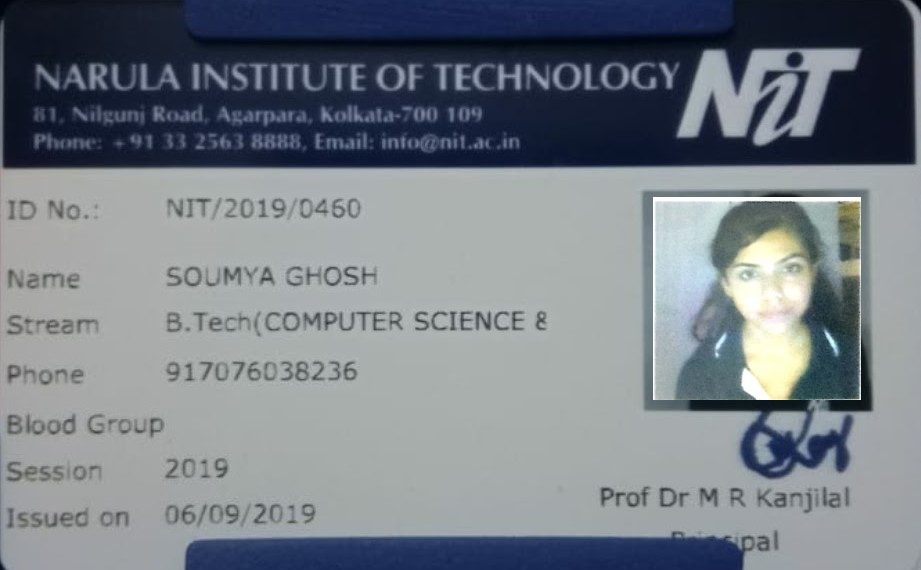 NARULA INSTITUTE OF TECHNOLOGY
NiT
81, Nilgunj Road, Agarpara, Kolkata-700 109
Phone: +91 33 2563 8888, Email: info@nit.ac.in
ID No.: NIT/2019/0460
Name SOUMYA GHOSH
Stream B.Tech(COMPUTER SCIENCE &
Phone 917076038236
Blood Group
Session 2019
Issued on 06/09/2019
Prof Dr M R Kanjilal
Principal